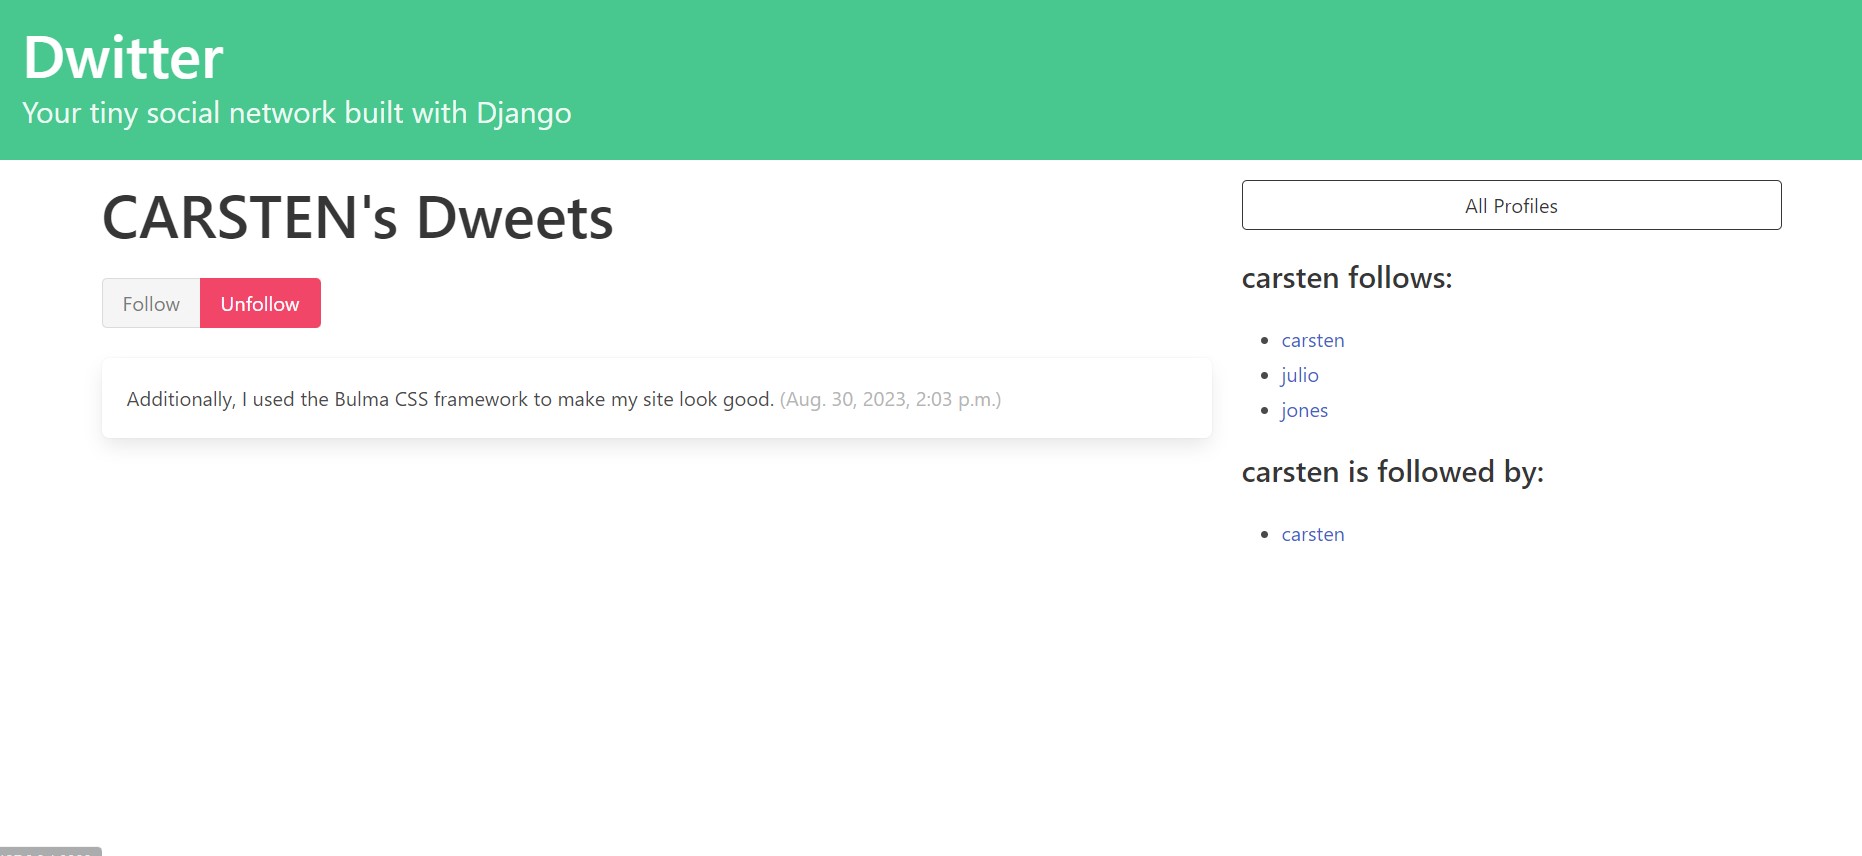 Dwitter
Your tiny social network built with Django
CARSTEN's Dweets
Follow
Unfollow
Additionally, I used the Bulma CSS framework to make my site look good. (Aug. 30, 2023, 2:03 p.m.)
All Profiles
carsten follows:
carsten
julio
jones
carsten is followed by:
carsten